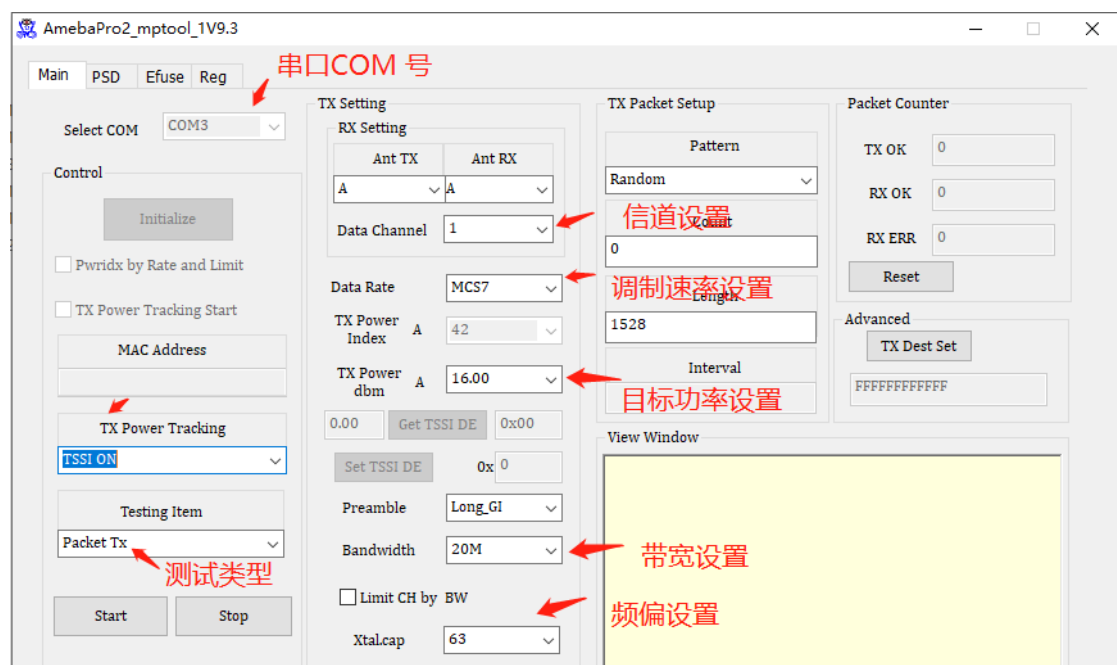 AmebaPro2_mptool_1V9.3
Main PSD Efuse Reg
串口COM 号
Select COM COM3
Control
Initialize
Pwridx by Rate and Limit
TX Power Tracking Start
MAC Address
TX Power Tracking
TSSI ON
Testing Item
Packet Tx
测试类型
Start Stop
TX Setting
RX Setting
Ant TX Ant RX
A A
Data Channel 1
信道设置
Data Rate MCS7
调制速率设置
TX Power Index A 42
TX Power dbm A 16.00
目标功率设置
0.00 Get TSSI DE 0x00
Set TSSI DE 0x 0
Preamble Long_GI
Bandwidth 20M
带宽设置
Limit CH by BW
频偏设置
Xtal.cap 63
TX Packet Setup
Pattern
Random
Count
0
Length
1528
Interval
Packet Counter
TX OK 0
RX OK 0
RX ERR 0
Reset
Advanced
TX Dest Set
FFFFFFFFFFFF
View Window